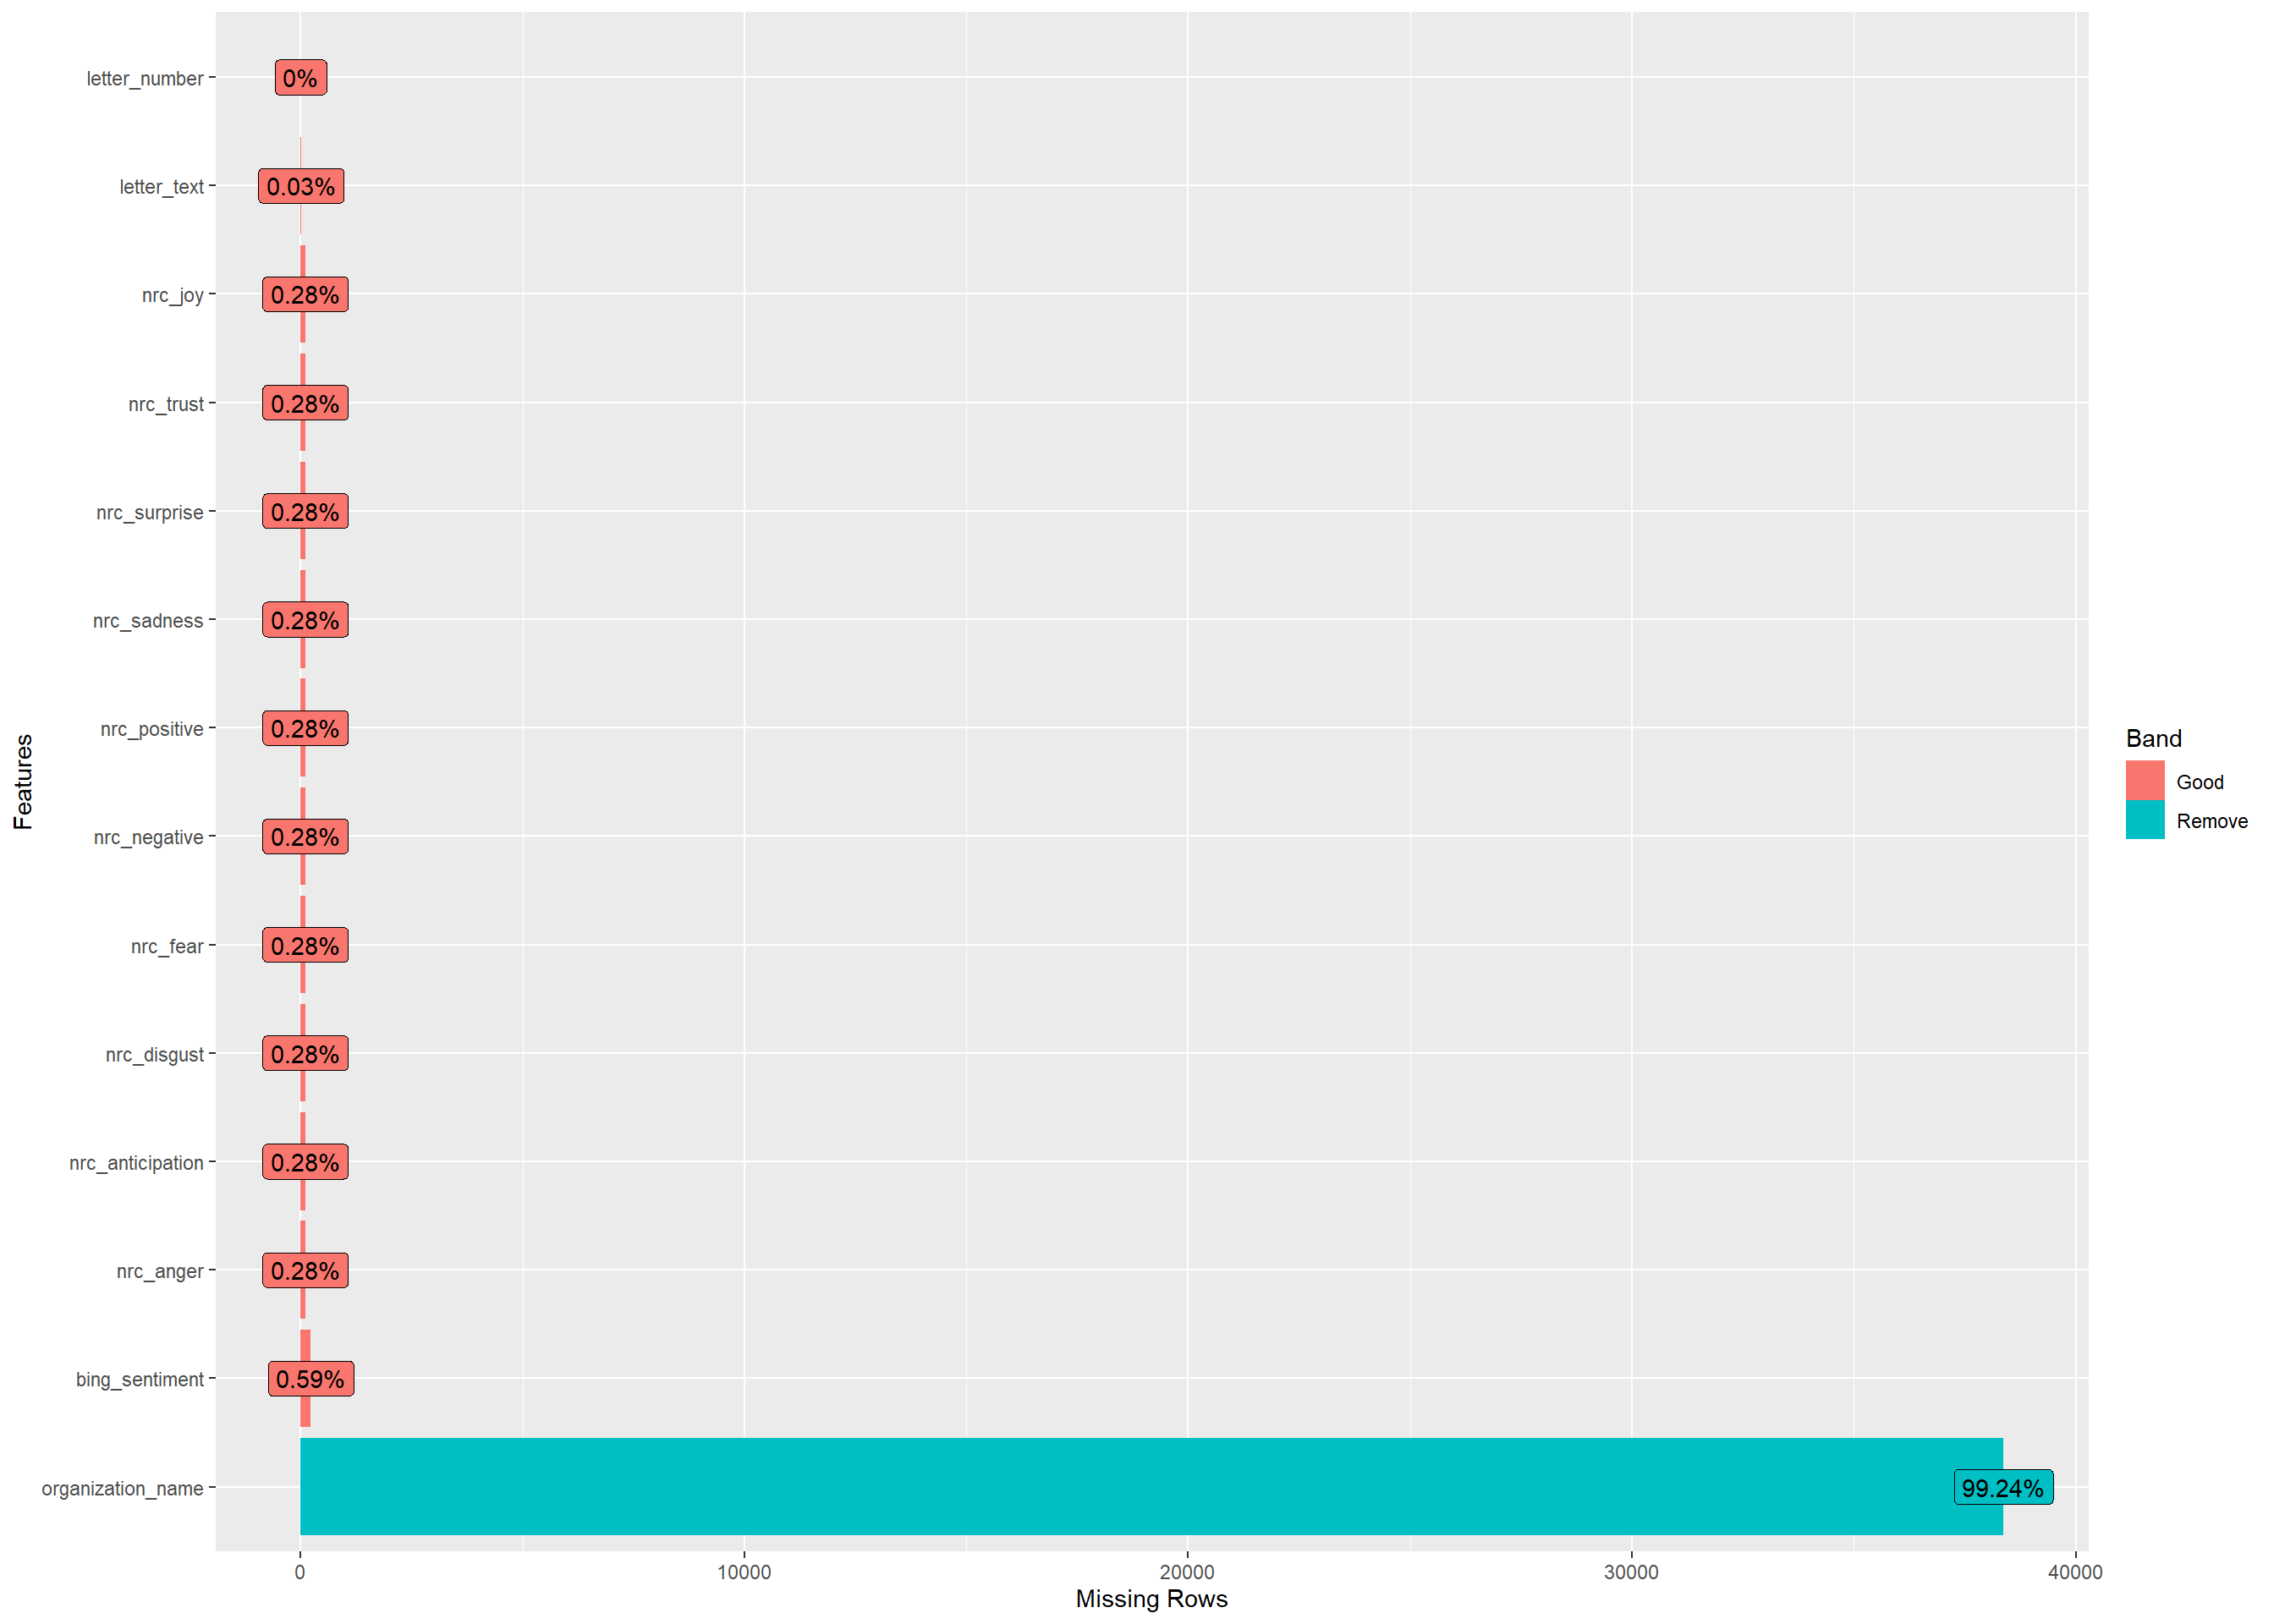 letter_number 0%
letter_text 0.03%
nrc_joy 0.28%
nrc_trust 0.28%
nrc_surprise 0.28%
nrc_sadness 0.28%
nrc_positive 0.28%
nrc_negative 0.28%
nrc_fear 0.28%
nrc_disgust 0.28%
nrc_anticipation 0.28%
nrc_anger 0.28%
bing_sentiment 0.59%
organization_name 99.24%
Features
0 10000 20000 30000 40000
Missing Rows
Band
Good
Remove